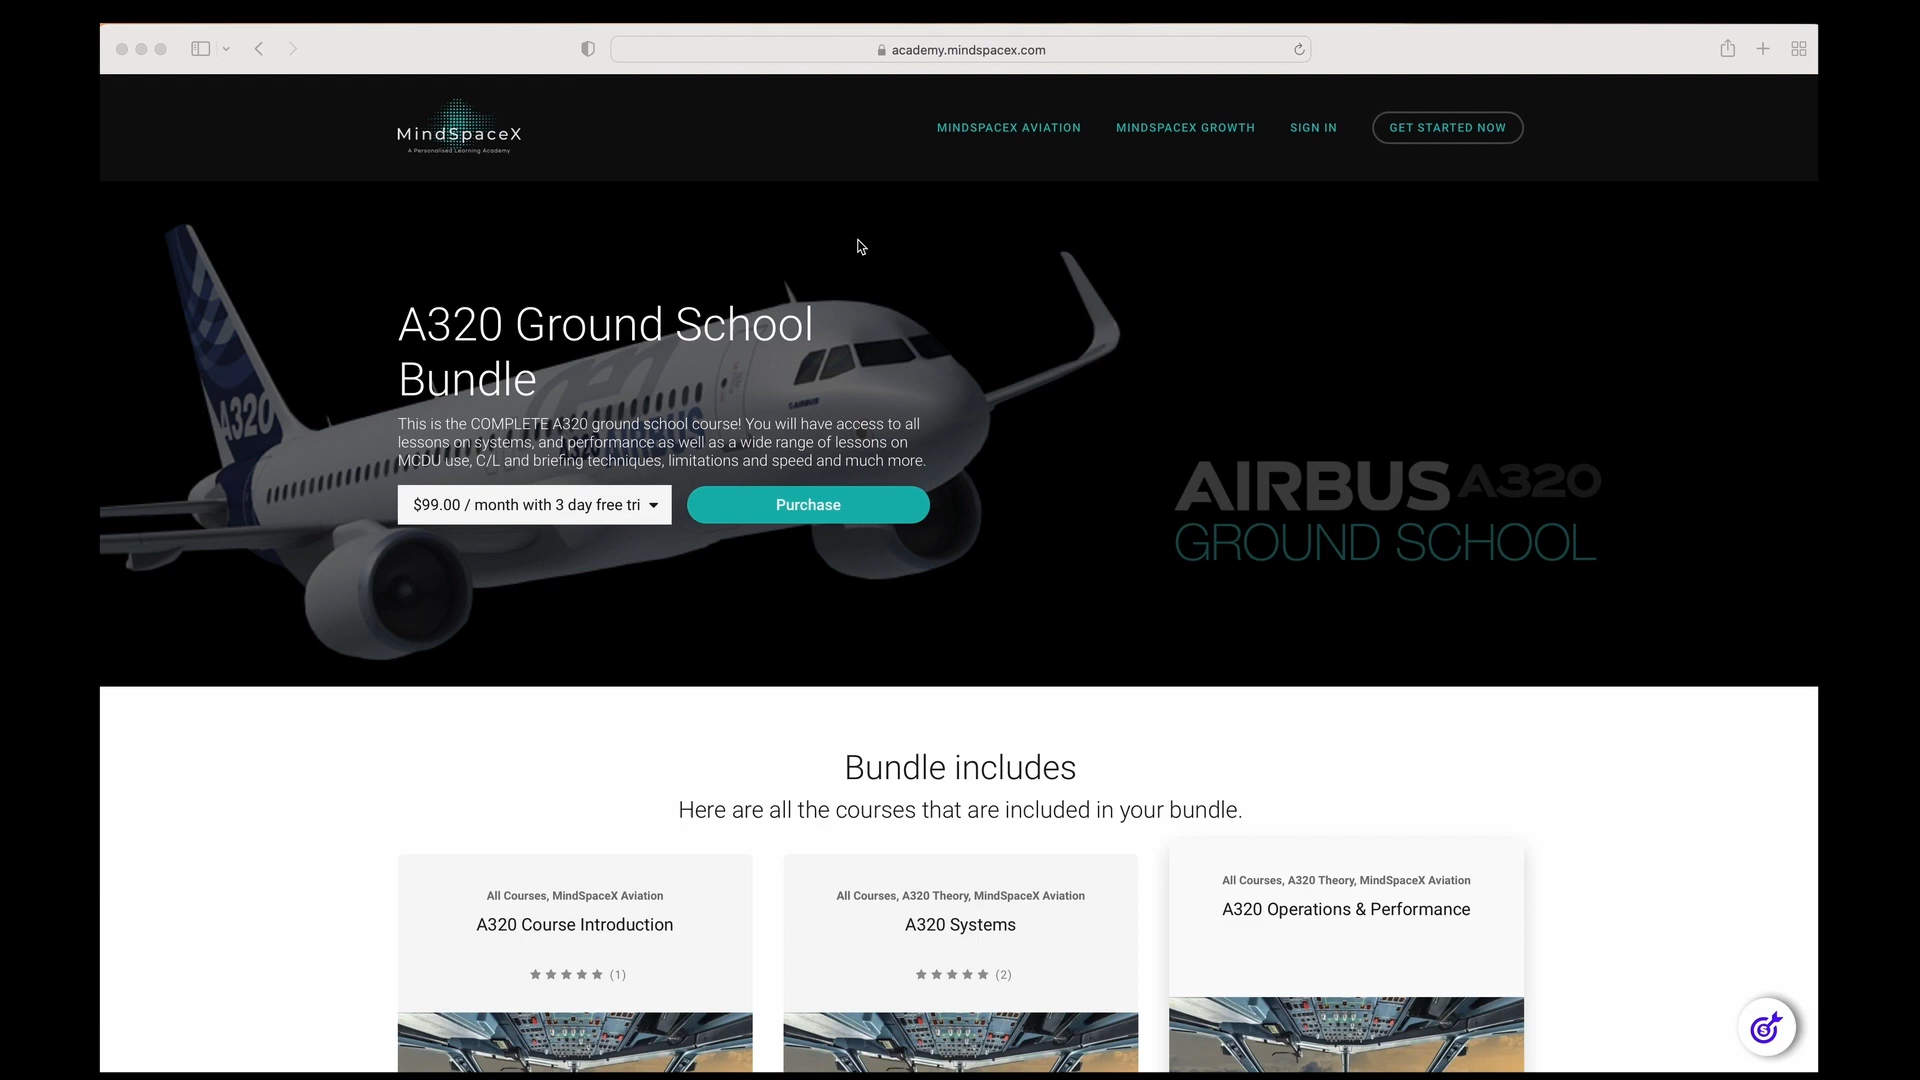 academy.mindspacex.com
MindSpaceX
A Personalised Learning Academy
MINDSPACEX AVIATION
MINDSPACEX GROWTH
SIGN IN
GET STARTED NOW
A320 Ground School
Bundle
This is the COMPLETE A320 ground school course! You will have access to all
lessons on systems, and performance as well as a wide range of lessons on
MCDU use, C/L and briefing techniques, limitations and speed and much more.
$99.00 / month with 3 day free tri
Purchase
A320
AIRBUS
A320 AIRBUS
AIRBUS A320
GROUND SCHOOL
Bundle includes
Here are all the courses that are included in your bundle.
All Courses, MindSpaceX Aviation
A320 Course Introduction
(1)
All Courses, A320 Theory, MindSpaceX Aviation
A320 Systems
(2)
All Courses, A320 Theory, MindSpaceX Aviation
A320 Operations & Performance